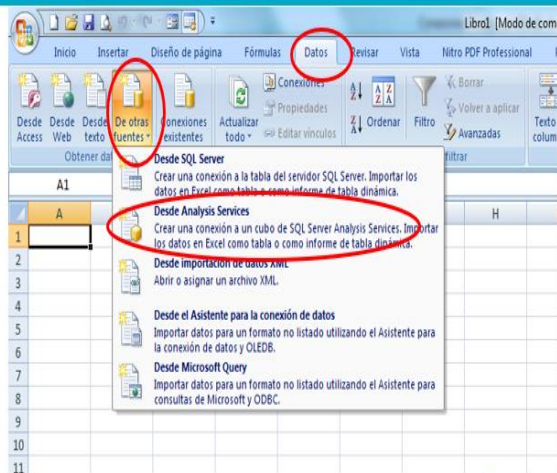 Libro1 [Modo de com
Inicio Insertar Diseño de página Fórmulas Datos Revisar Vista Nitro PDF Professional
Desde Access
Desde Web
Desde texto
De otras fuentes
Conexiones existentes
Actualizar todo
Conexiones
Propiedades
Editar vínculos
Ordenar
Filtro
Borrar
Volver a aplicar
Avanzadas
Texto
colum
Obtener dat
filtrar
A1
A H
Desde SQL Server
Crear una conexión a la tabla del servidor SQL Server. Importar los
datos en Excel como tabla o como informe de tabla dinámica.
Desde Analysis Services
Crear una conexión a un cubo de SQL Server Analysis Services. Importar
los datos en Excel como tabla o como informe de tabla dinámica.
Desde importación de datos XML
Abrir o asignar un archivo XML.
Desde el Asistente para la conexión de datos
Importar datos para un formato no listado utilizando el Asistente para
la conexión de datos y OLEDB.
Desde Microsoft Query
Importar datos para un formato no listado utilizando el Asistente para
consultas de Microsoft y ODBC.
1
2
3
4
5
6
7
8
9
10
11